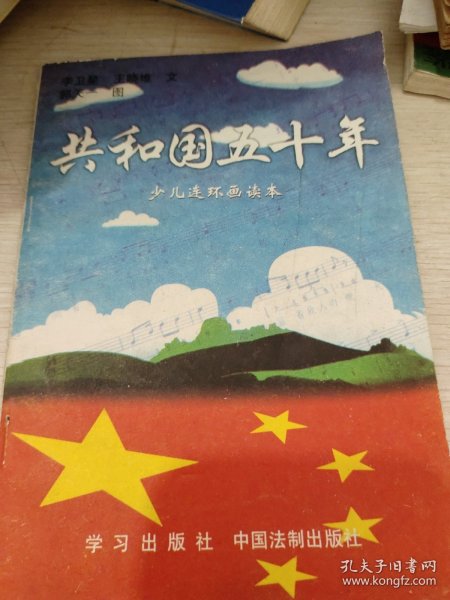 李卫星 王晓维 文
图
共和国五十年
少儿连环画读本
学习出版社 中国法制出版社
孔夫子旧书网
www.kongfz.com